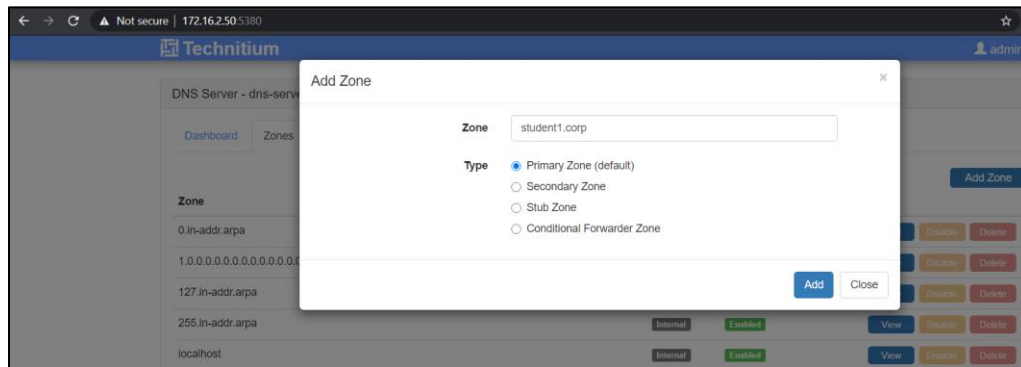 Not secure | 172.16.2.50:5380
Technitium
admin
Add Zone
×
DNS Server - dns-serve
Zone student1.corp
Dashboard Zones
Type Primary Zone (default)
Secondary Zone
Add Zone
Stub Zone
Zone
Conditional Forwarder Zone
0.in-addr.arpa
Disable Delete
1.0.0.0.0.0.0.0.0.0.0.0.0
Disable Delete
Add Close
127.in-addr.arpa
Disable Delete
255.in-addr.arpa Internal Enabled View Disable Delete
localhost Internal Enabled View Disable Delete